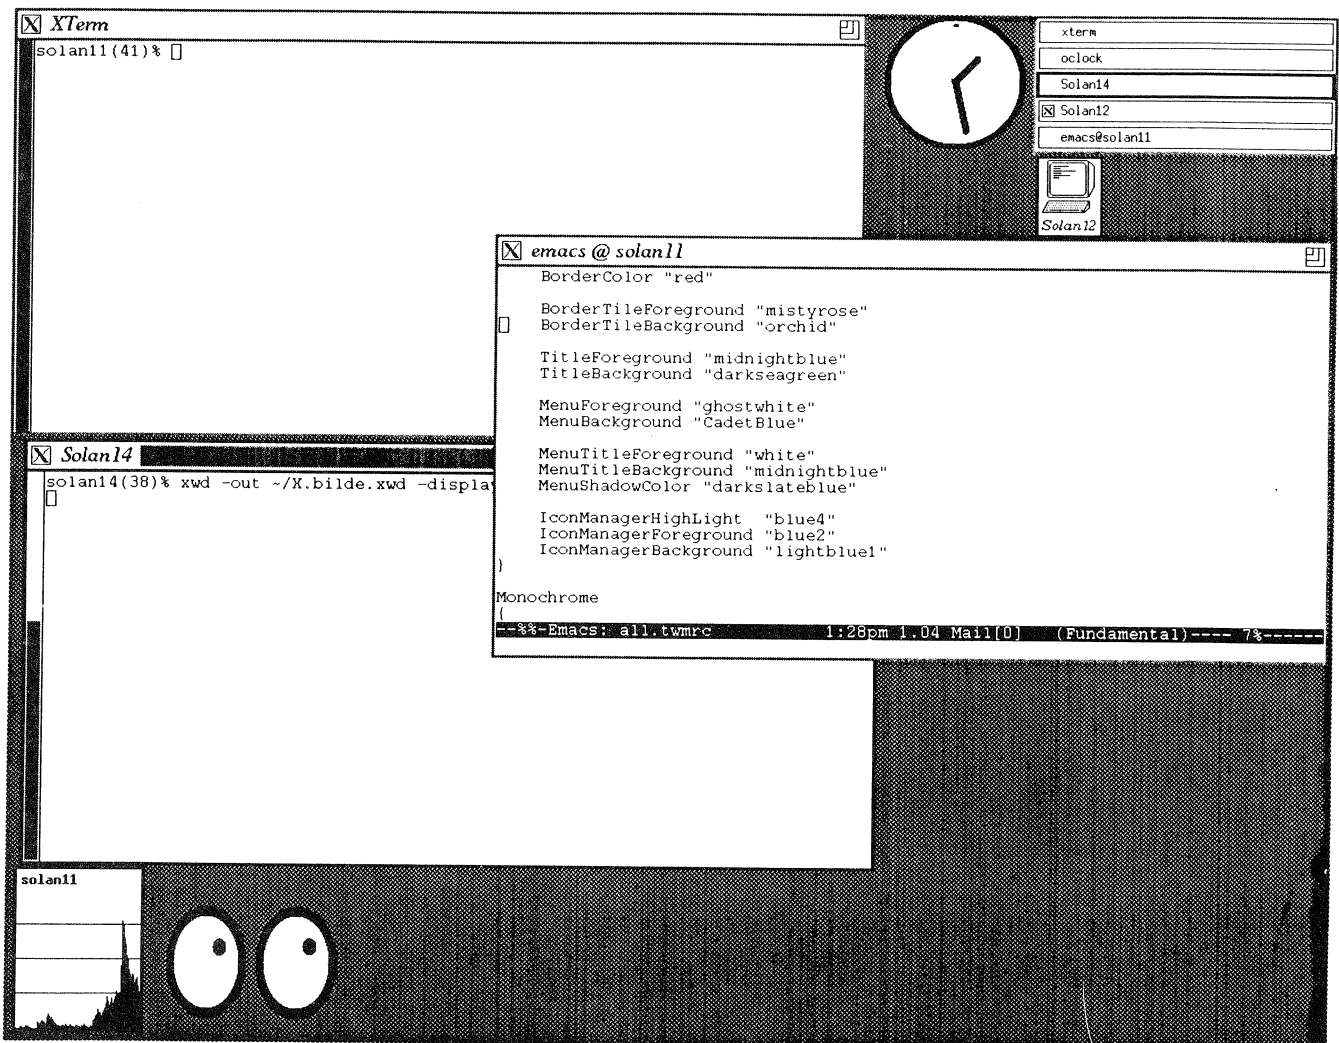 XTerm
solan11(41)%
xterm
oclock
Solan14
Solan12
emacs@solan11
Solan12
emacs @ solan11
BorderColor "red"
BorderTileForeground "mistyrose"
BorderTileBackground "orchid"
TitleForeground "midnightblue"
TitleBackground "darkseagreen"
MenuForeground "ghostwhite"
MenuBackground "CadetBlue"
MenuTitleForeground "white"
MenuTitleBackground "midnightblue"
MenuShadowColor "darkslateblue"
IconManagerHighLight "blue4"
IconManagerForeground "blue2"
IconManagerBackground "lightblue1"
}
Monochrome
{
--%%-Emacs: all.twmrc 1:28pm 1.04 Mail[0] (Fundamental)---- 7%------
Solan14
solan14(38)% xwd -out ~/X.bilde.xwd -display
solan11